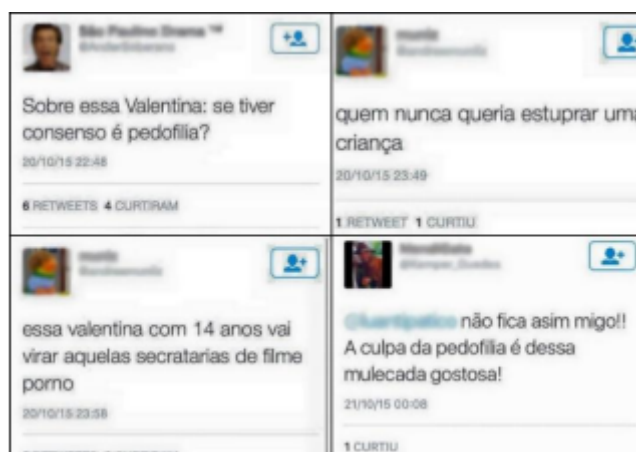 Sobre essa Valentina: se tiver
consenso é pedofilia?
20/10/15 22:48
6 RETWEETS 4 CURTIRAM
quem nunca queria estuprar uma
criança
20/10/15 23:49
1 RETWEET 1 CURTIU
essa valentina com 14 anos vai
virar aquelas secratarias de filme
porno
20/10/15 23:58
não fica asim migo!!
A culpa da pedofilia é dessa
mulecada gostosa!
21/10/15 00:08
1 CURTIU